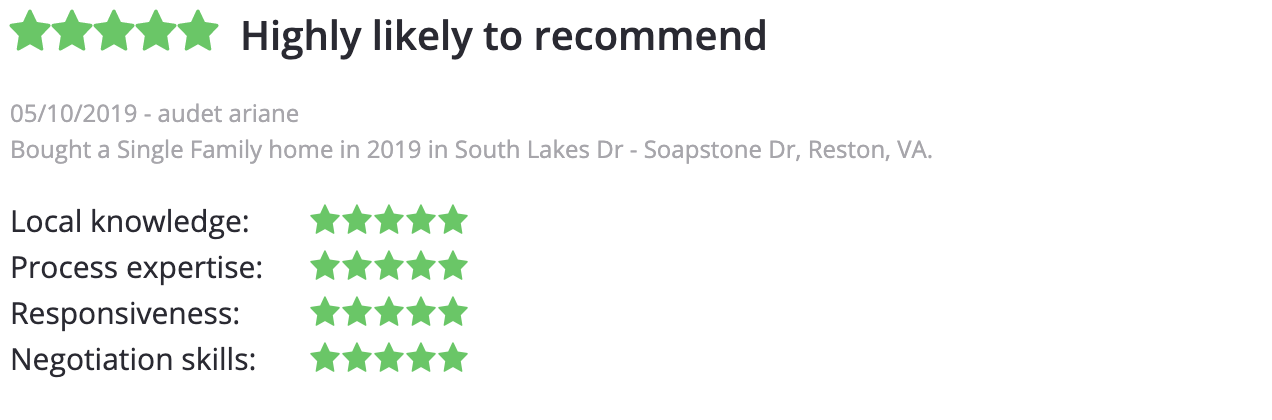 Highly likely to recommend
05/10/2019 - audet ariane
Bought a Single Family home in 2019 in South Lakes Dr - Soapstone Dr, Reston, VA.
Local knowledge:
Process expertise:
Responsiveness:
Negotiation skills: